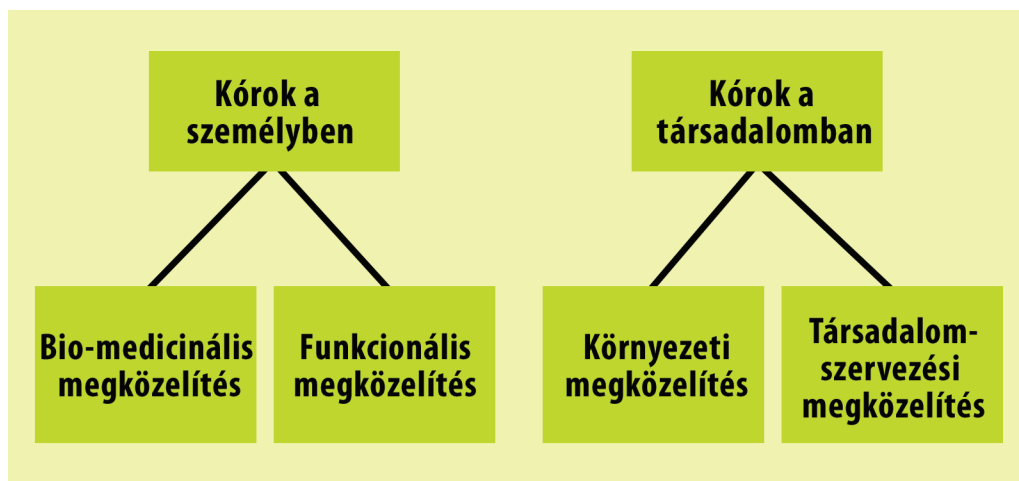 Kórok a
személyben
Kórok a
társadalomban
Bio-medicinális
megközelítés
Funkcionális
megközelítés
Környezeti
megközelítés
Társadalom-
szervezési
megközelítés